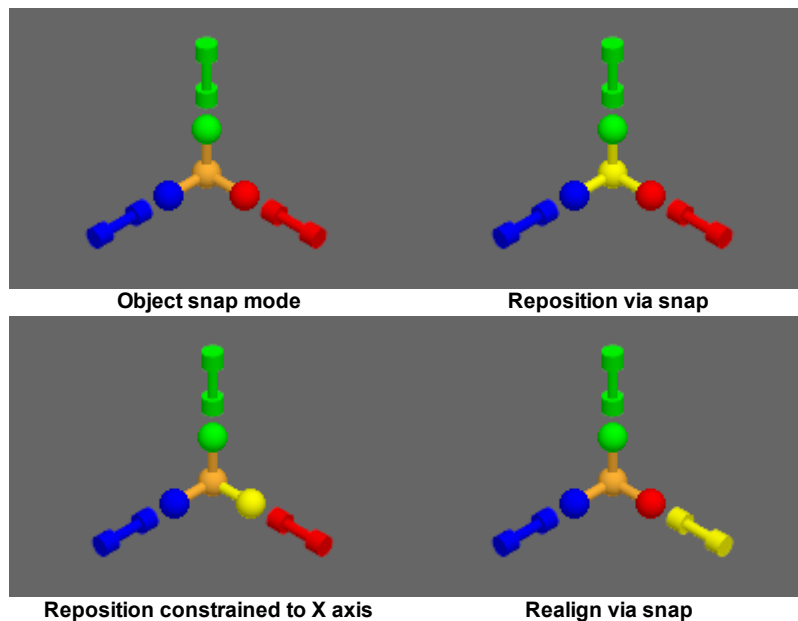 Object snap mode
Reposition via snap
Reposition constrained to X axis
Realign via snap